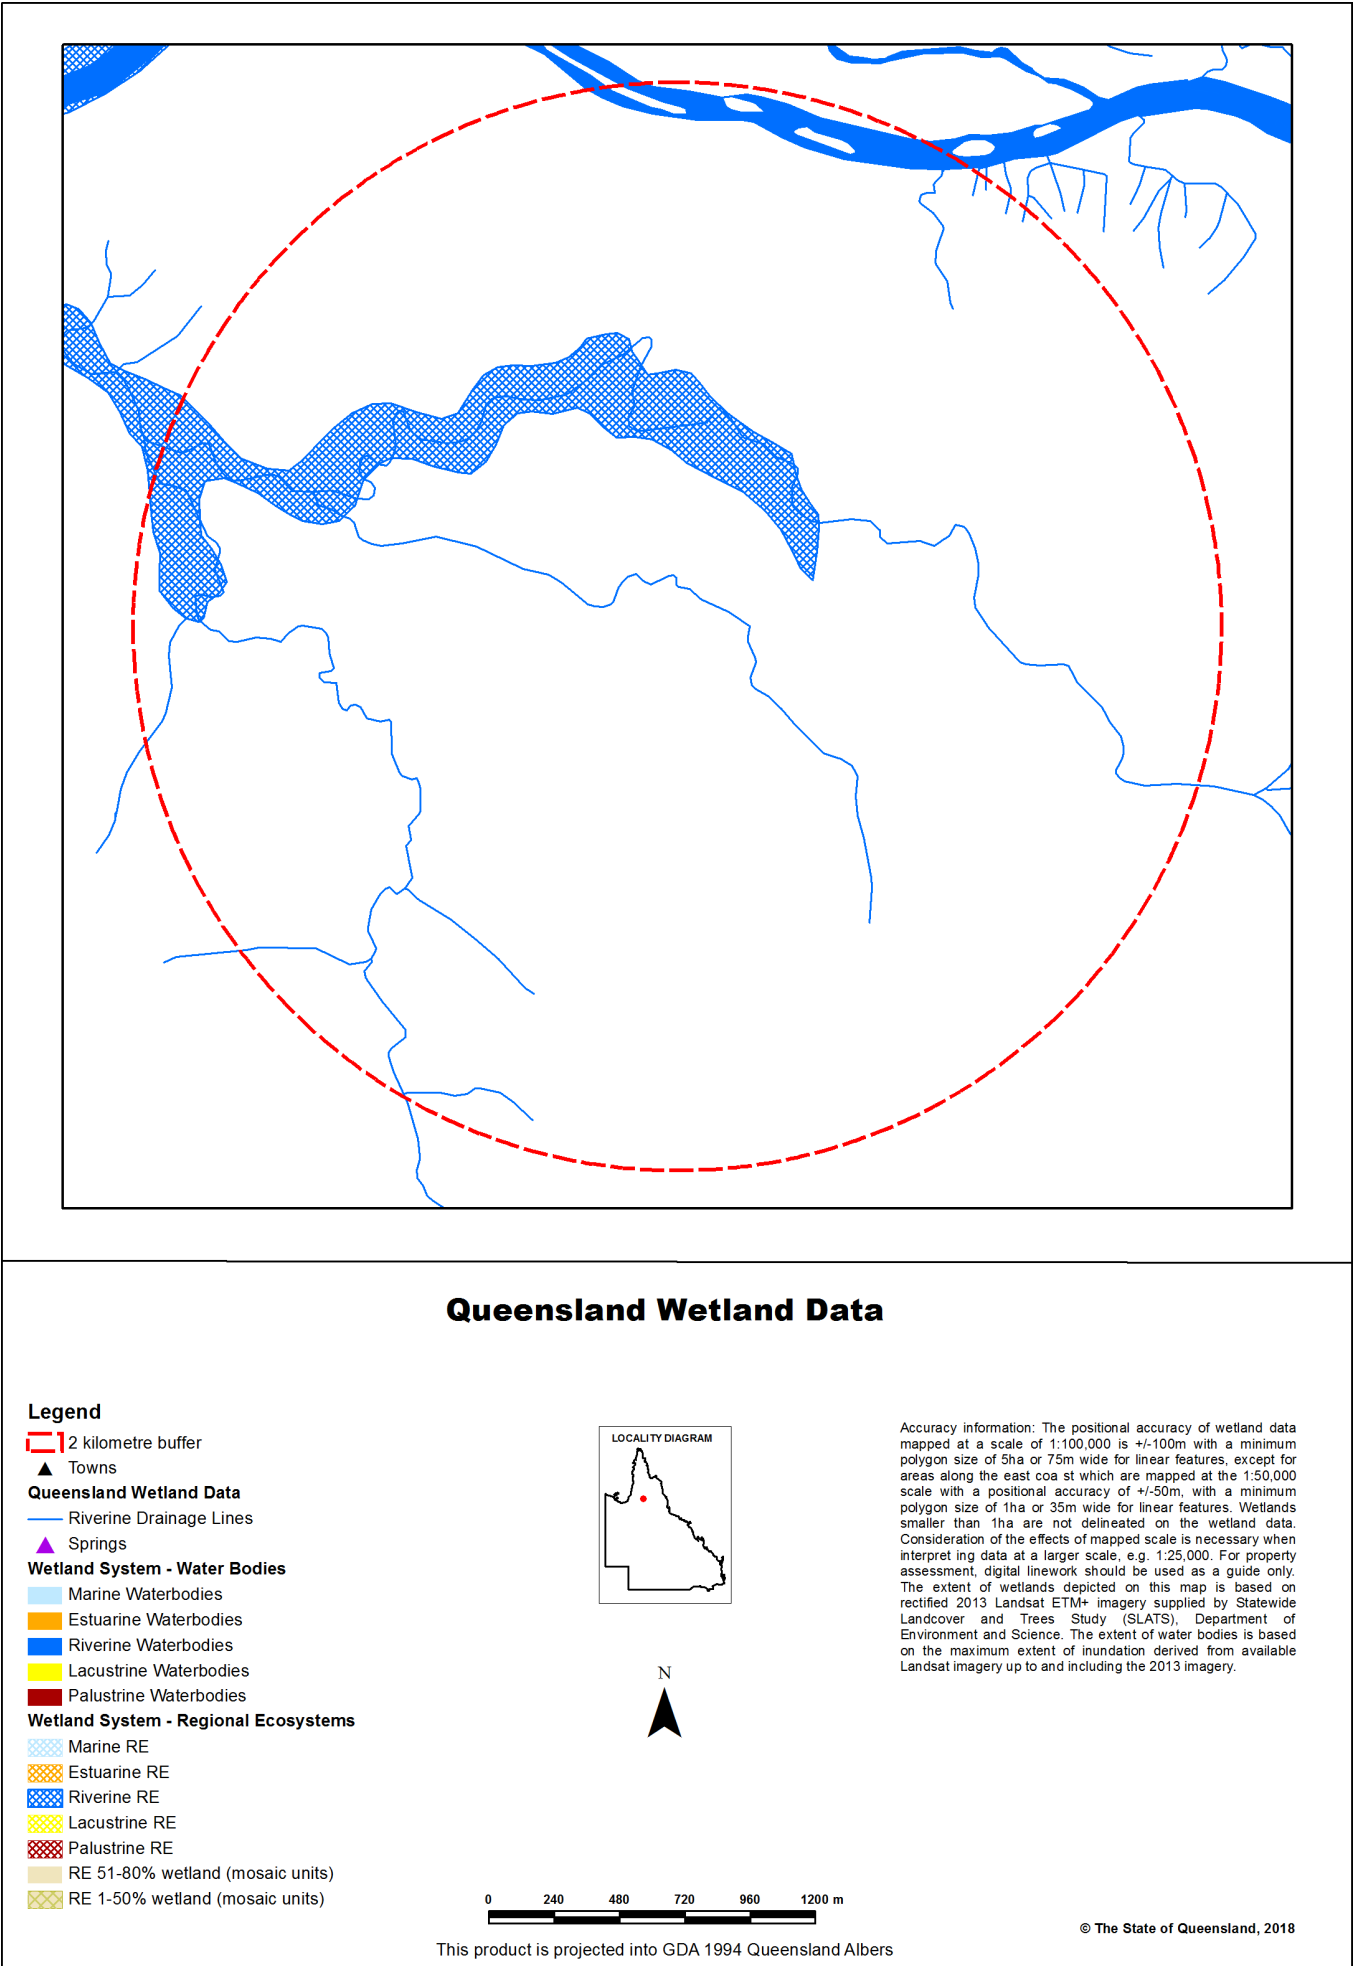 Queensland Wetland Data
Legend
2 kilometre buffer
Towns
Queensland Wetland Data
Riverine Drainage Lines
Springs
Wetland System - Water Bodies
Marine Waterbodies
Estuarine Waterbodies
Riverine Waterbodies
Lacustrine Waterbodies
Palustrine Waterbodies
Wetland System - Regional Ecosystems
Marine RE
Estuarine RE
Riverine RE
Lacustrine RE
Palustrine RE
RE 51-80% wetland (mosaic units)
RE 1-50% wetland (mosaic units)
LOCALITY DIAGRAM
N
0 240 480 720 960 1200 m
This product is projected into GDA 1994 Queensland Albers
Accuracy information: The positional accuracy of wetland data
mapped at a scale of 1:100,000 is +/-100m with a minimum
polygon size of 5ha or 75m wide for linear features, except for
areas along the east coa st which are mapped at the 1:50,000
scale with a positional accuracy of +/-50m, with a minimum
polygon size of 1ha or 35m wide for linear features. Wetlands
smaller than 1ha are not delineated on the wetland data.
Consideration of the effects of mapped scale is necessary when
interpret ing data at a larger scale, e.g. 1:25,000. For property
assessment, digital linework should be used as a guide only.
The extent of wetlands depicted on this map is based on
rectified 2013 Landsat ETM+ imagery supplied by Statewide
Landcover and Trees Study (SLATS), Department of
Environment and Science. The extent of water bodies is based
on the maximum extent of inundation derived from available
Landsat imagery up to and including the 2013 imagery.
© The State of Queensland, 2018